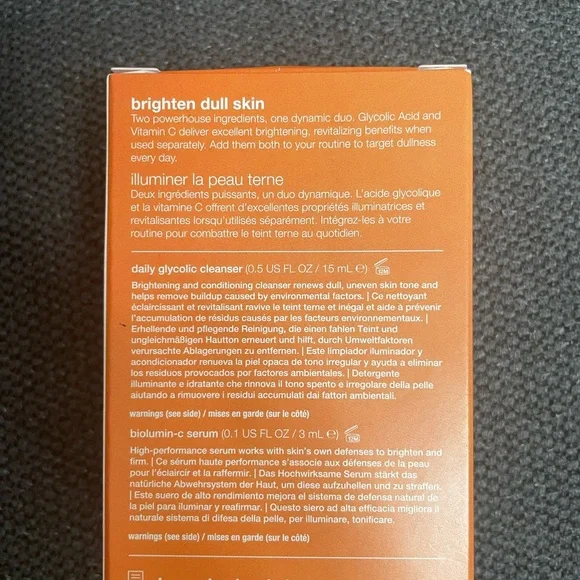 brighten dull skin
Two powerhouse ingredients, one dynamic duo. Glycolic Acid and
Vitamin C deliver excellent brightening, revitalizing benefits when
used separately. Add them both to your routine to target dullness
every day.
illuminer la peau terne
Deux ingrédients puissants, un duo dynamique. L'acide glycolique
et la vitamine C offrent d'excellentes propriétés illuminatrices et
revitalisantes lorsqu'utilisés séparément. Intégrez-les à votre
routine pour combattre le teint terne au quotidien.
daily glycolic cleanser (0.5 US FL OZ / 15 mL ℮) 12M
Brightening and conditioning cleanser renews dull, uneven skin tone and
helps remove buildup caused by environmental factors. | Ce nettoyant
éclaircissant et revitalisant ravive le teint terne et inégal et aide à prévenir
l'accumulation de résidus causés par les facteurs environnementaux. |
Erhellende und pflegende Reinigung, die einen fahlen Teint und
ungleichmäßigen Hautton erneuert und hilft, durch Umweltfaktoren
verursachte Ablagerungen zu entfernen. | Este limpiador iluminador y
acondicionador renueva la piel opaca de tono irregular y ayuda a eliminar
los residuos provocados por factores ambientales. | Detergente
illuminante e idratante che rinnova il tono spento e irregolare della pelle
aiutando a rimuovere i residui accumulati dai fattori ambientali.
warnings (see side) / mises en garde (sur le côté)
biolumin-c serum (0.1 US FL OZ / 3 mL ℮) 12M
High-performance serum works with skin's own defenses to brighten and
firm. | Ce sérum haute performance s'associe aux défenses de la peau
pour l'éclaircir et la raffermir. | Das Hochwirksame Serum stärkt das
natürliche Abwehrsystem der Haut, um diese aufzuhellen und zu straffen.
| Este suero de alto rendimiento mejora el sistema de defensa natural de
la piel para iluminar y reafirmar. | Questo siero ad alta efficacia migliora il
naturale sistema di difesa della pelle, per illuminare, tonificare.
warnings (see side) / mises en garde (sur le côté)